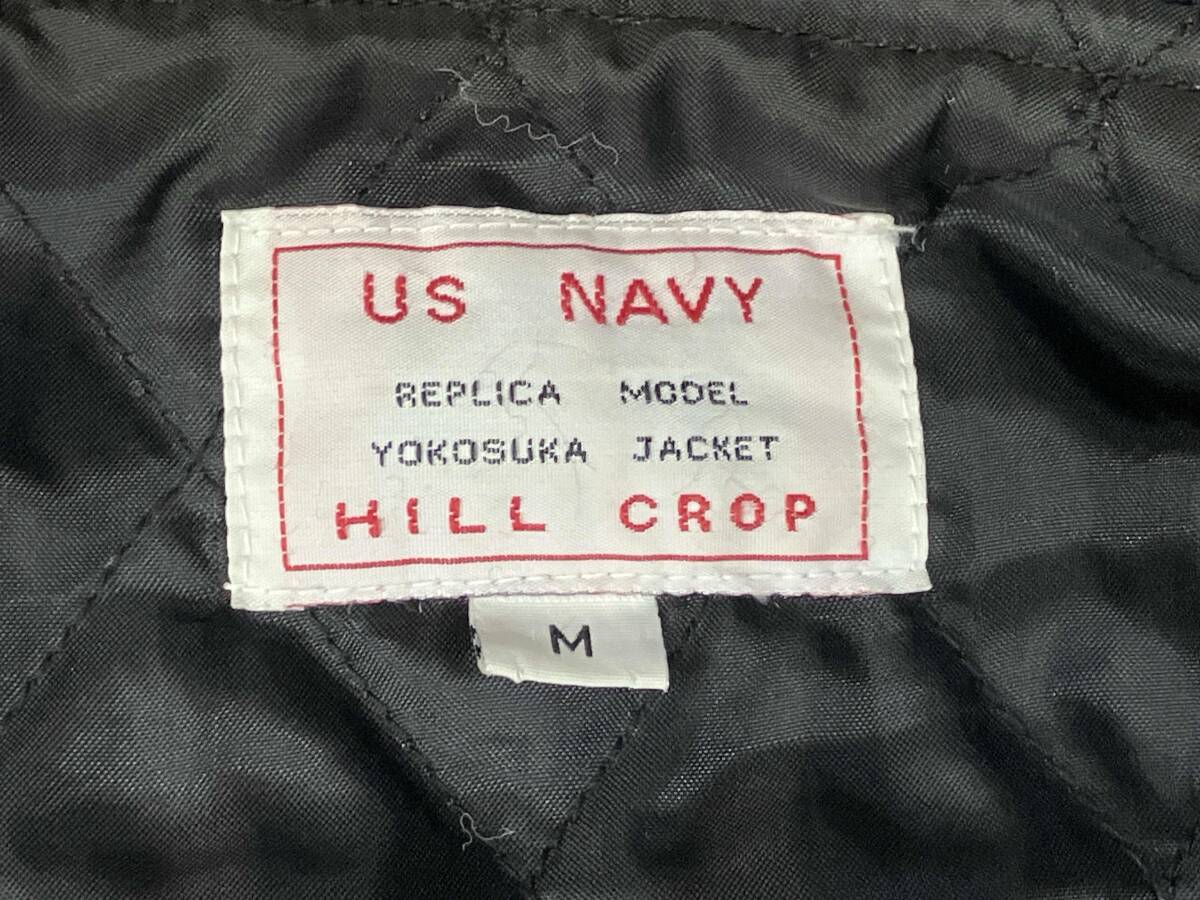 US NAVY
REPLICA MODEL
YOKOSUKA JACKET
HILL CROP
M